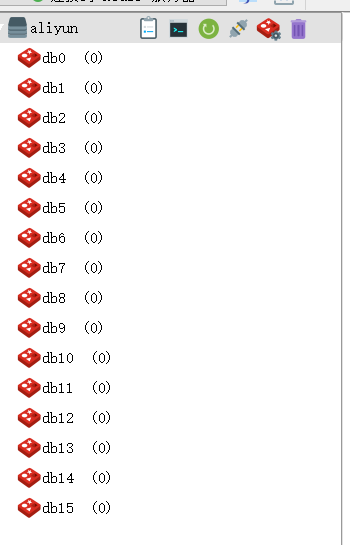 aliyun
db0 (0)
db1 (0)
db2 (0)
db3 (0)
db4 (0)
db5 (0)
db6 (0)
db7 (0)
db8 (0)
db9 (0)
db10 (0)
db11 (0)
db12 (0)
db13 (0)
db14 (0)
db15 (0)